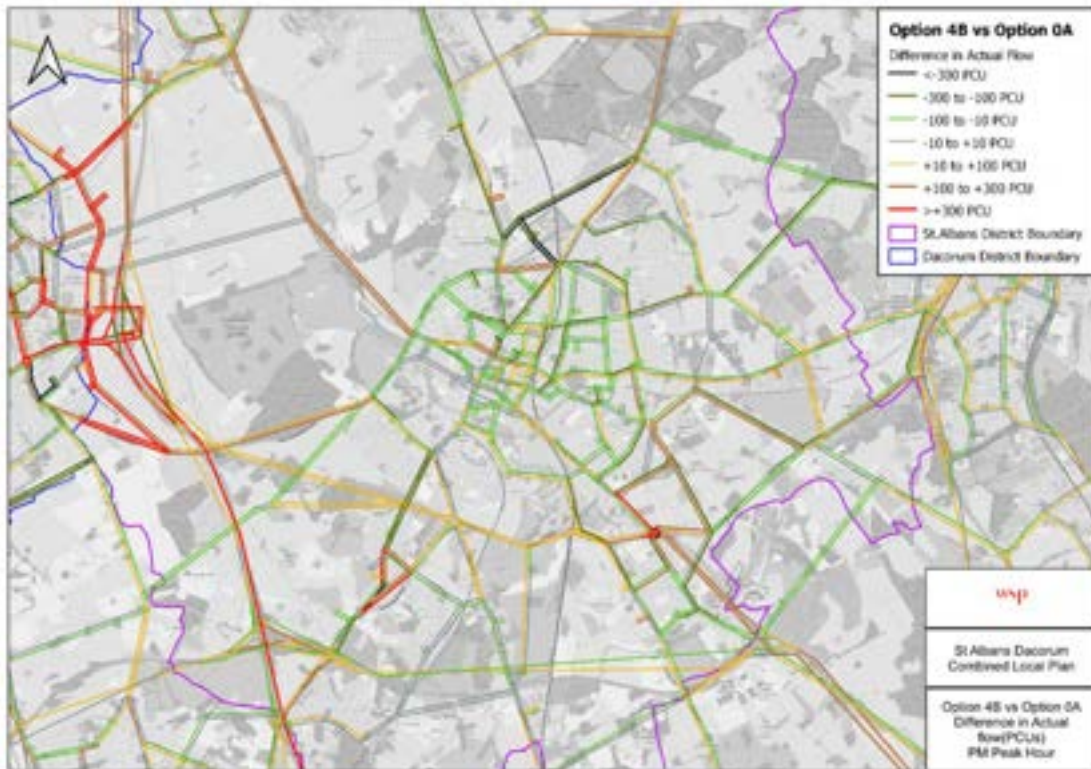 Option 4B vs Option 0A
Difference in Actual Flow
<-300 PCU
-300 to -100 PCU
-100 to -10 PCU
-10 to +10 PCU
+10 to +100 PCU
+100 to +300 PCU
>+300 PCU
St.Albans District Boundary
Dacorum District Boundary
wsp
St Albans Dacorum
Combined Local Plan
Option 4B vs Option 0A
Difference in Actual
flow(PCUs)
PM Peak Hour